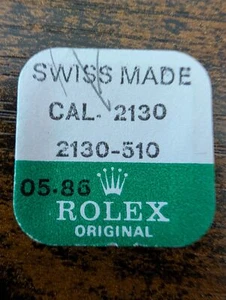 SWISS MADE
CAL. 2130
2130-510
05.86
ROLEX
ORIGINAL